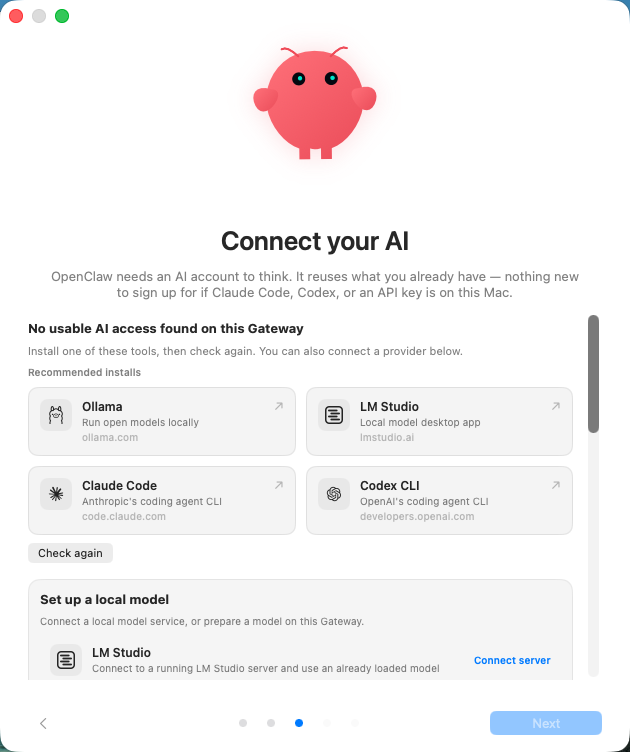 Connect your AI
OpenClaw needs an AI account to think. It reuses what you already have — nothing new
to sign up for if Claude Code, Codex, or an API key is on this Mac.
No usable AI access found on this Gateway
Install one of these tools, then check again. You can also connect a provider below.
Recommended installs
Ollama
Run open models locally
ollama.com
LM Studio
Local model desktop app
lmstudio.ai
Claude Code
Anthropic's coding agent CLI
code.claude.com
Codex CLI
OpenAI's coding agent CLI
developers.openai.com
Check again
Set up a local model
Connect a local model service, or prepare a model on this Gateway.
LM Studio
Connect to a running LM Studio server and use an already loaded model
Connect server
Next